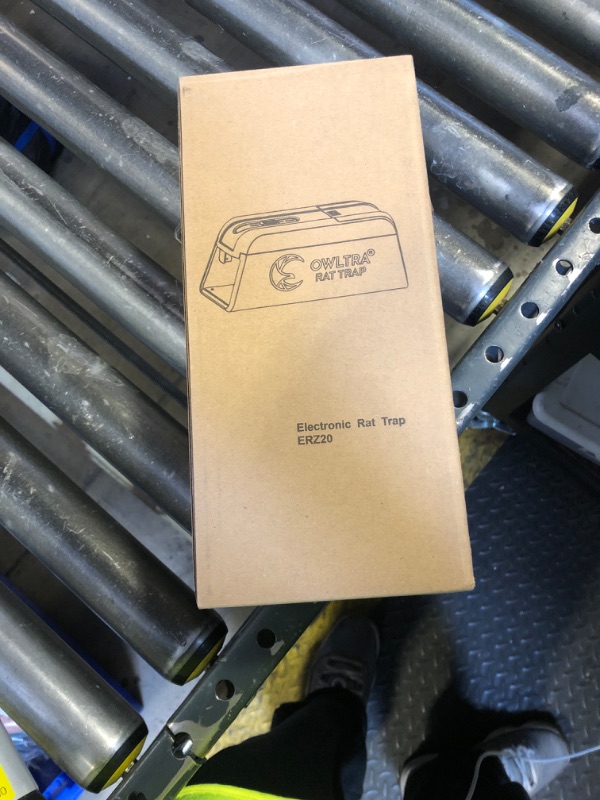 OWLTRA®
RAT TRAP
Electronic Rat Trap
ERZ20